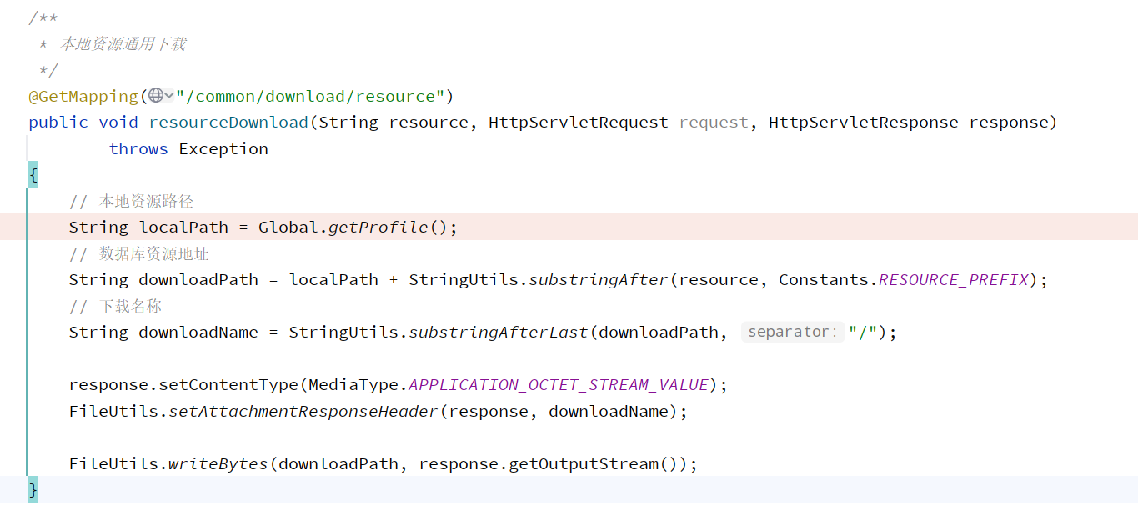 /**
 * 本地资源通用下载
 */
@GetMapping("/common/download/resource")
public void resourceDownload(String resource, HttpServletRequest request, HttpServletResponse response)
        throws Exception
{
    // 本地资源路径
    String localPath = Global.getProfile();
    // 数据库资源地址
    String downloadPath = localPath + StringUtils.substringAfter(resource, Constants.RESOURCE_PREFIX);
    // 下载名称
    String downloadName = StringUtils.substringAfterLast(downloadPath, separator: "/");
    response.setContentType(MediaType.APPLICATION_OCTET_STREAM_VALUE);
    FileUtils.setAttachmentResponseHeader(response, downloadName);
    FileUtils.writeBytes(downloadPath, response.getOutputStream());
}